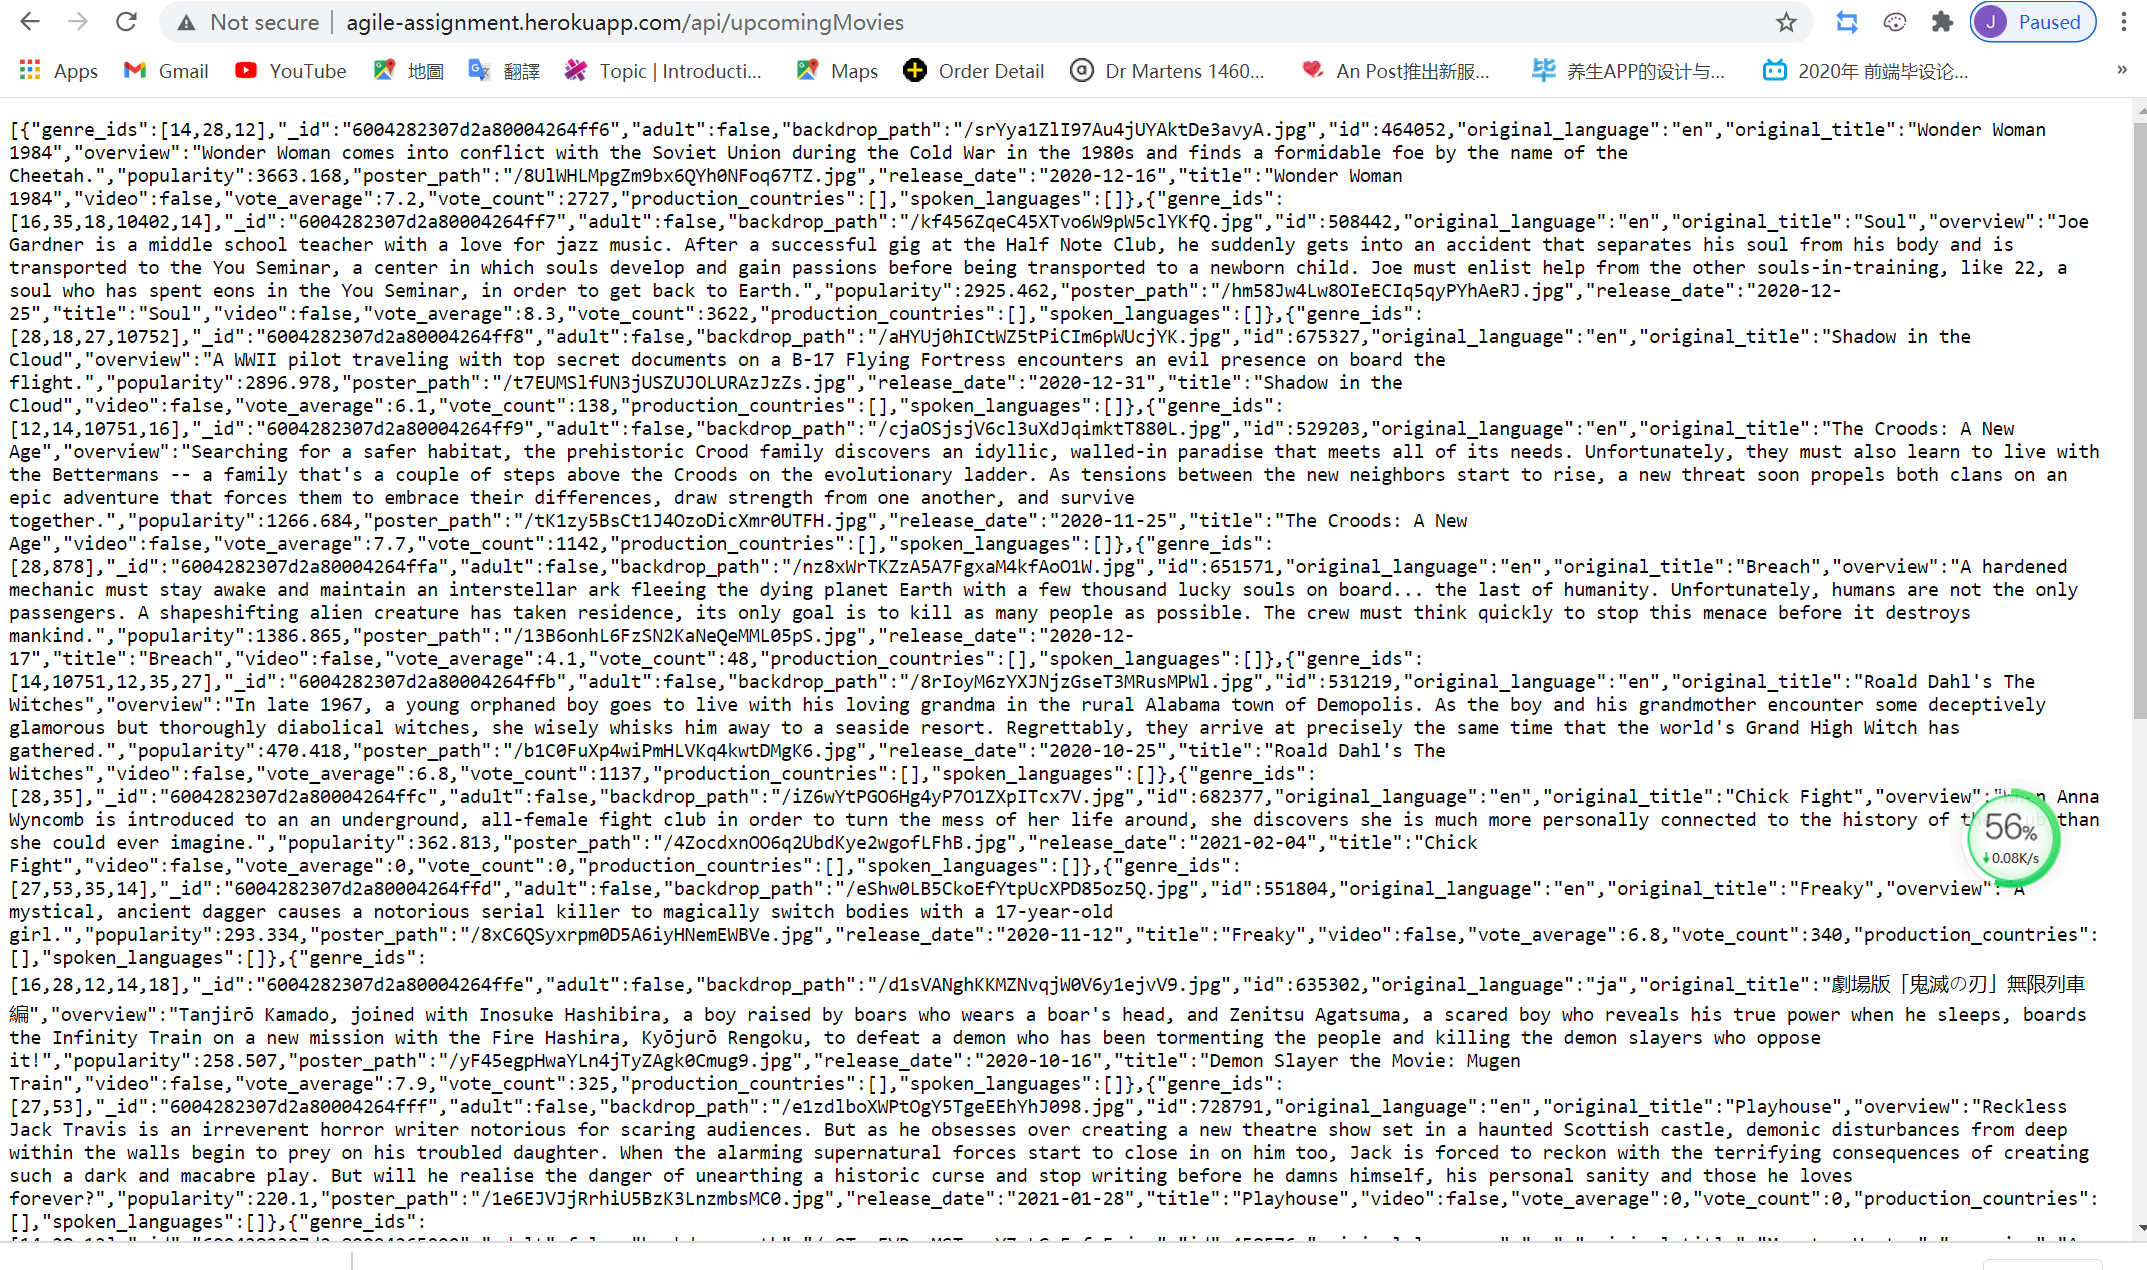 Not secure agile-assignment.herokuapp.com/api/upcomingMovies J Paused
Apps Gmail YouTube 地圖 翻譯 Topic | Introducti... Maps Order Detail Dr Martens 1460... An Post推出新服... 毕 养生APP的设计与... 2020年 前端毕设论... »
[{"genre_ids":[14,28,12],"_id":"6004282307d2a80004264ff6","adult":false,"backdrop_path":"/srYya1ZlI97Au4jUYAktDe3avyA.jpg","id":464052,"original_language":"en","original_title":"Wonder Woman
1984","overview":"Wonder Woman comes into conflict with the Soviet Union during the Cold War in the 1980s and finds a formidable foe by the name of the
Cheetah.","popularity":3663.168,"poster_path":"/8UlWHLMpgZm9bx6QYh0NFoq67TZ.jpg","release_date":"2020-12-16","title":"Wonder Woman
1984","video":false,"vote_average":7.2,"vote_count":2727,"production_countries":[],"spoken_languages":[]},{"genre_ids":
[16,35,18,10402,14],"_id":"6004282307d2a80004264ff7","adult":false,"backdrop_path":"/kf456ZqeC45XTvo6W9pW5clYKfQ.jpg","id":508442,"original_language":"en","original_title":"Soul","overview":"Joe
Gardner is a middle school teacher with a love for jazz music. After a successful gig at the Half Note Club, he suddenly gets into an accident that separates his soul from his body and is
transported to the You Seminar, a center in which souls develop and gain passions before being transported to a newborn child. Joe must enlist help from the other souls-in-training, like 22, a
soul who has spent eons in the You Seminar, in order to get back to Earth.","popularity":2925.462,"poster_path":"/hm58Jw4Lw8OIeECIq5qyPYhAeRJ.jpg","release_date":"2020-12-
25","title":"Soul","video":false,"vote_average":8.3,"vote_count":3622,"production_countries":[],"spoken_languages":[]},{"genre_ids":
[28,18,27,10752],"_id":"6004282307d2a80004264ff8","adult":false,"backdrop_path":"/aHYUj0hICtWZ5tPiCIm6pWUcjYK.jpg","id":675327,"original_language":"en","original_title":"Shadow in the
Cloud","overview":"A WWII pilot traveling with top secret documents on a B-17 Flying Fortress encounters an evil presence on board the
flight.","popularity":2896.978,"poster_path":"/t7EUMSlfUN3jUSZUJOLURAzJzZs.jpg","release_date":"2020-12-31","title":"Shadow in the
Cloud","video":false,"vote_average":6.1,"vote_count":138,"production_countries":[],"spoken_languages":[]},{"genre_ids":
[12,14,10751,16],"_id":"6004282307d2a80004264ff9","adult":false,"backdrop_path":"/cjaOSjsjV6cl3uXdJqimktT880L.jpg","id":529203,"original_language":"en","original_title":"The Croods: A New
Age","overview":"Searching for a safer habitat, the prehistoric Crood family discovers an idyllic, walled-in paradise that meets all of its needs. Unfortunately, they must also learn to live with
the Bettermans -- a family that's a couple of steps above the Croods on the evolutionary ladder. As tensions between the new neighbors start to rise, a new threat soon propels both clans on an
epic adventure that forces them to embrace their differences, draw strength from one another, and survive
together.","popularity":1266.684,"poster_path":"/tK1zy5BsCt1J4OzoDicXmr0UTFH.jpg","release_date":"2020-11-25","title":"The Croods: A New
Age","video":false,"vote_average":7.7,"vote_count":1142,"production_countries":[],"spoken_languages":[]},{"genre_ids":
[28,878],"_id":"6004282307d2a80004264ffa","adult":false,"backdrop_path":"/nz8xWrTKZzA5A7FgxaM4kfAoO1W.jpg","id":651571,"original_language":"en","original_title":"Breach","overview":"A hardened
mechanic must stay awake and maintain an interstellar ark fleeing the dying planet Earth with a few thousand lucky souls on board... the last of humanity. Unfortunately, humans are not the only
passengers. A shapeshifting alien creature has taken residence, its only goal is to kill as many people as possible. The crew must think quickly to stop this menace before it destroys
mankind.","popularity":1386.865,"poster_path":"/13B6onhL6FzSN2KaNeQeMML05pS.jpg","release_date":"2020-12-
17","title":"Breach","video":false,"vote_average":4.1,"vote_count":48,"production_countries":[],"spoken_languages":[]},{"genre_ids":
[14,10751,12,35,27],"_id":"6004282307d2a80004264ffb","adult":false,"backdrop_path":"/8rIoyM6zYXJNjzGseT3MRusMPWl.jpg","id":531219,"original_language":"en","original_title":"Roald Dahl's The
Witches","overview":"In late 1967, a young orphaned boy goes to live with his loving grandma in the rural Alabama town of Demopolis. As the boy and his grandmother encounter some deceptively
glamorous but thoroughly diabolical witches, she wisely whisks him away to a seaside resort. Regrettably, they arrive at precisely the same time that the world's Grand High Witch has
gathered.","popularity":470.418,"poster_path":"/b1C0FuXp4wiPmHLVKq4kwtDMgK6.jpg","release_date":"2020-10-25","title":"Roald Dahl's The
Witches","video":false,"vote_average":6.8,"vote_count":1137,"production_countries":[],"spoken_languages":[]},{"genre_ids":
[28,35],"_id":"6004282307d2a80004264ffc","adult":false,"backdrop_path":"/iZ6wYtPGO6Hg4yP7O1ZXpITcx7V.jpg","id":682377,"original_language":"en","original_title":"Chick Fight","overview":"When Anna
Wyncomb is introduced to an an underground, all-female fight club in order to turn the mess of her life around, she discovers she is much more personally connected to the history of the club than
she could ever imagine.","popularity":362.813,"poster_path":"/4ZocdxnOO6q2UbdKye2wgofLFhB.jpg","release_date":"2021-02-04","title":"Chick
Fight","video":false,"vote_average":0,"vote_count":0,"production_countries":[],"spoken_languages":[]},{"genre_ids":
56%
0.08K/s
[27,53,35,14],"_id":"6004282307d2a80004264ffd","adult":false,"backdrop_path":"/eShw0LB5CkoEfYtpUcXPD85oz5Q.jpg","id":551804,"original_language":"en","original_title":"Freaky","overview":"A
mystical, ancient dagger causes a notorious serial killer to magically switch bodies with a 17-year-old
girl.","popularity":293.334,"poster_path":"/8xC6QSyxrpm0D5A6iyHNemEWBVe.jpg","release_date":"2020-11-12","title":"Freaky","video":false,"vote_average":6.8,"vote_count":340,"production_countries":
[],"spoken_languages":[]},{"genre_ids":
[16,28,12,14,18],"_id":"6004282307d2a80004264ffe","adult":false,"backdrop_path":"/d1sVANghKKMZNvqjW0V6y1ejvV9.jpg","id":635302,"original_language":"ja","original_title":"劇場版「鬼滅の刃」無限列車
編","overview":"Tanjirō Kamado, joined with Inosuke Hashibira, a boy raised by boars who wears a boar's head, and Zenitsu Agatsuma, a scared boy who reveals his true power when he sleeps, boards
the Infinity Train on a new mission with the Fire Hashira, Kyōjurō Rengoku, to defeat a demon who has been tormenting the people and killing the demon slayers who oppose
it!","popularity":258.507,"poster_path":"/yF45egpHwaYLn4jTyZAgk0Cmug9.jpg","release_date":"2020-10-16","title":"Demon Slayer the Movie: Mugen
Train","video":false,"vote_average":7.9,"vote_count":325,"production_countries":[],"spoken_languages":[]},{"genre_ids":
[27,53],"_id":"6004282307d2a80004264fff","adult":false,"backdrop_path":"/e1zdlboXWPtOgY5TgeEEhYhJ098.jpg","id":728791,"original_language":"en","original_title":"Playhouse","overview":"Reckless
Jack Travis is an irreverent horror writer notorious for scaring audiences. But as he obsesses over creating a new theatre show set in a haunted Scottish castle, demonic disturbances from deep
within the walls begin to prey on his troubled daughter. When the alarming supernatural forces start to close in on him too, Jack is forced to reckon with the terrifying consequences of creating
such a dark and macabre play. But will he realise the danger of unearthing a historic curse and stop writing before he damns himself, his personal sanity and those he loves
forever?","popularity":220.1,"poster_path":"/1e6EJVJjRrhiU5BzK3LnzmbsMC0.jpg","release_date":"2021-01-28","title":"Playhouse","video":false,"vote_average":0,"vote_count":0,"production_countries":
[],"spoken_languages":[]},{"genre_ids":